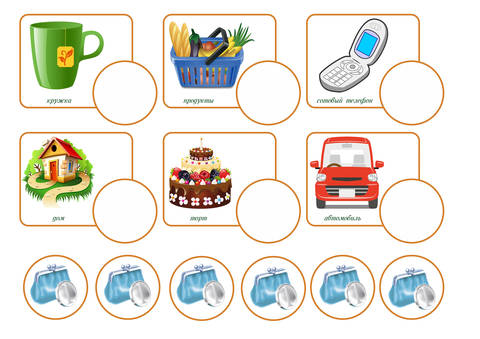 кружка
продукты
сотовый телефон
дом
торт
автомобиль